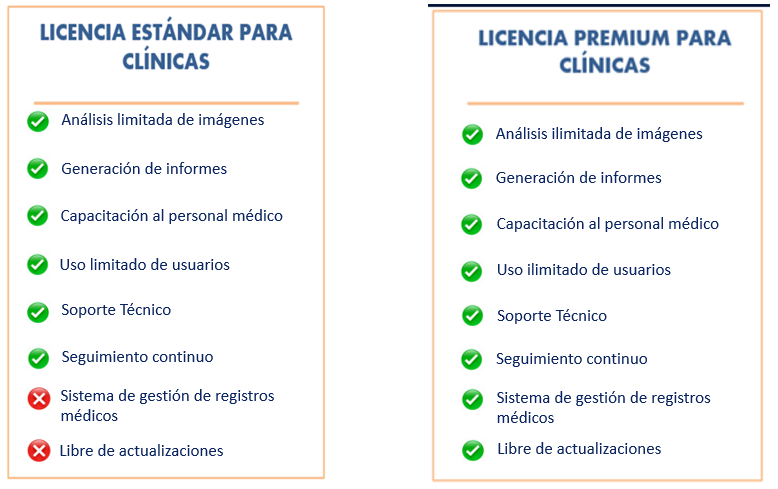 LICENCIA ESTÁNDAR PARA
CLÍNICAS
Análisis limitada de imágenes
Generación de informes
Capacitación al personal médico
Uso limitado de usuarios
Soporte Técnico
Seguimiento continuo
Sistema de gestión de registros
médicos
Libre de actualizaciones
LICENCIA PREMIUM PARA
CLÍNICAS
Análisis ilimitada de imágenes
Generación de informes
Capacitación al personal médico
Uso ilimitado de usuarios
Soporte Técnico
Seguimiento continuo
Sistema de gestión de registros
médicos
Libre de actualizaciones